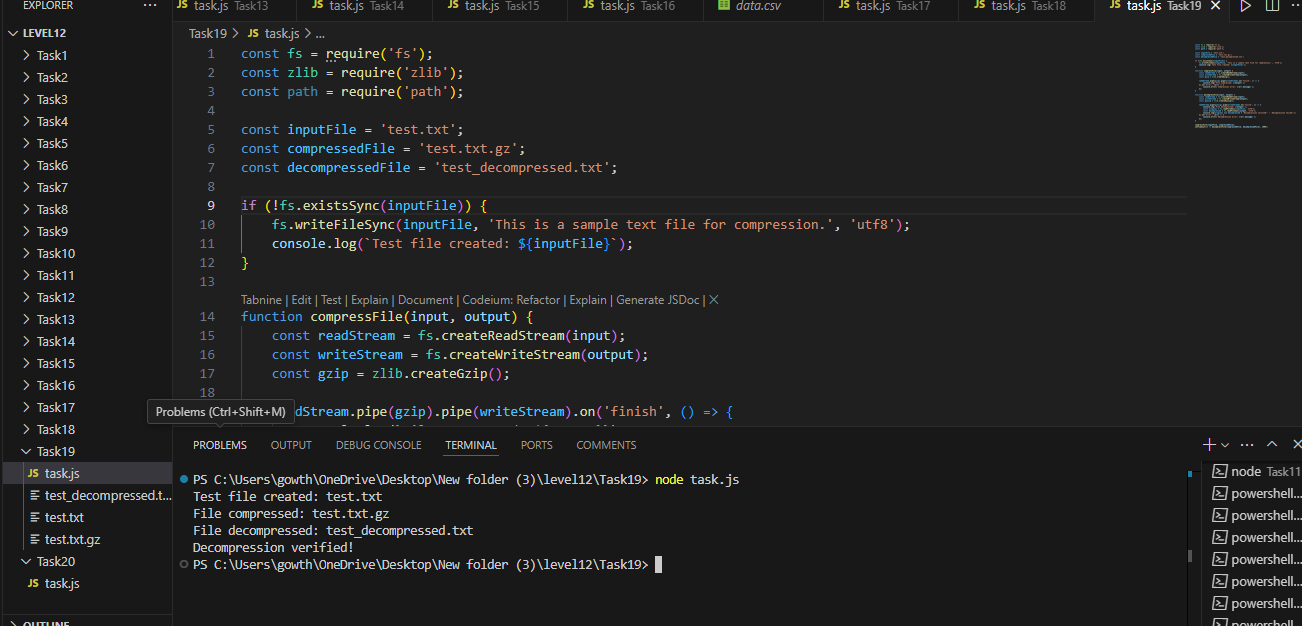 EXPLORER ...
JS task.js Task13 JS task.js Task14 JS task.js Task15 JS task.js Task16 data.csv JS task.js Task17 JS task.js Task18 JS task.js Task19
LEVEL12
Task1
Task2
Task3
Task4
Task5
Task6
Task7
Task8
Task9
Task10
Task11
Task12
Task13
Task14
Task15
Task16
Task17
Task18
Task19
JS task.js
test_decompressed.t...
test.txt
test.txt.gz
Task20
JS task.js
OUTLINE
Task19 > JS task.js > ...
1 const fs = require('fs');
2 const zlib = require('zlib');
3 const path = require('path');
4
5 const inputFile = 'test.txt';
6 const compressedFile = 'test.txt.gz';
7 const decompressedFile = 'test_decompressed.txt';
8
9 if (!fs.existsSync(inputFile)) {
10 fs.writeFileSync(inputFile, 'This is a sample text file for compression.', 'utf8');
11 console.log(`Test file created: ${inputFile}`);
12 }
13
Tabnine | Edit | Test | Explain | Document | Codeium: Refactor | Explain | Generate JSDoc | X
14 function compressFile(input, output) {
15 const readStream = fs.createReadStream(input);
16 const writeStream = fs.createWriteStream(output);
17 const gzip = zlib.createGzip();
18
Problems (Ctrl+Shift+M)
dStream.pipe(gzip).pipe(writeStream).on('finish', () => {
PROBLEMS OUTPUT DEBUG CONSOLE TERMINAL PORTS COMMENTS
PS C:\Users\gowth\OneDrive\Desktop\New folder (3)\level12\Task19> node task.js
Test file created: test.txt
File compressed: test.txt.gz
File decompressed: test_decompressed.txt
Decompression verified!
PS C:\Users\gowth\OneDrive\Desktop\New folder (3)\level12\Task19>
node Task11
powershell...
powershell...
powershell...
powershell...
powershell...
powershell...
powershell...